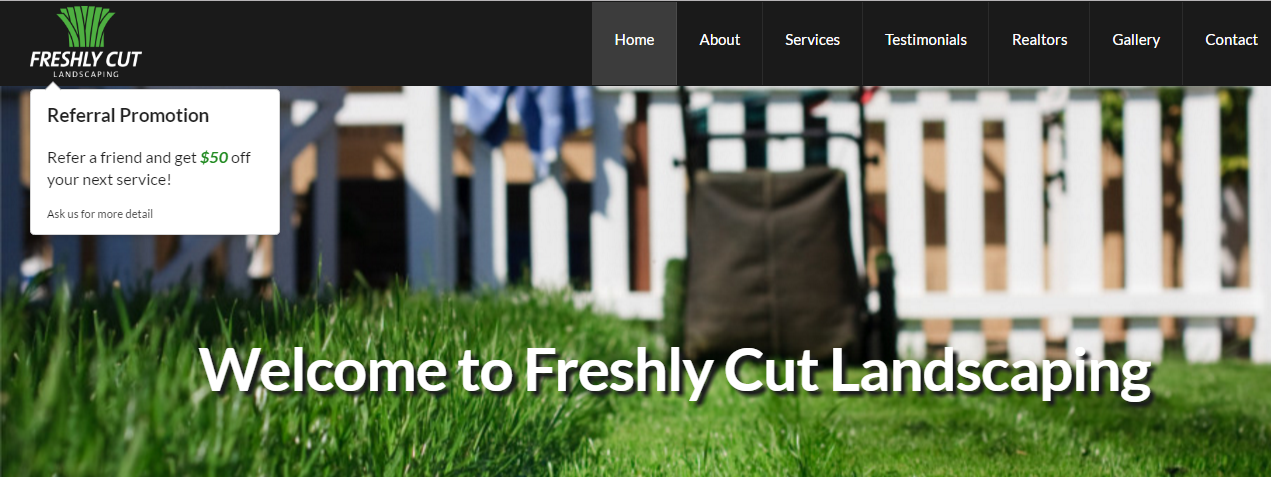 FRESHLY CUT
LANDSCAPING
Home
About
Services
Testimonials
Realtors
Gallery
Contact
Referral Promotion
Refer a friend and get $50 off
your next service!
Ask us for more detail
Welcome to Freshly Cut Landscaping